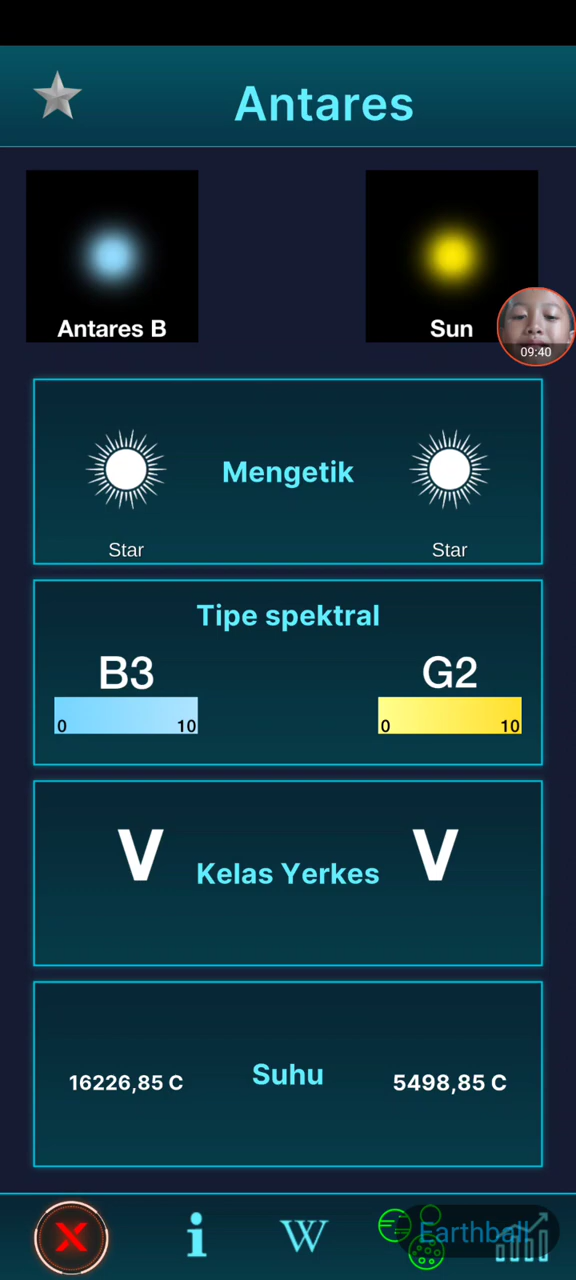 Antares
Antares B
Sun
09:40
Mengetik
Star
Star
Tipe spektral
B3
G2
0 10
0 10
V
Kelas Yerkes
V
16226,85 C
Suhu
5498,85 C
X
i
W
Earthball